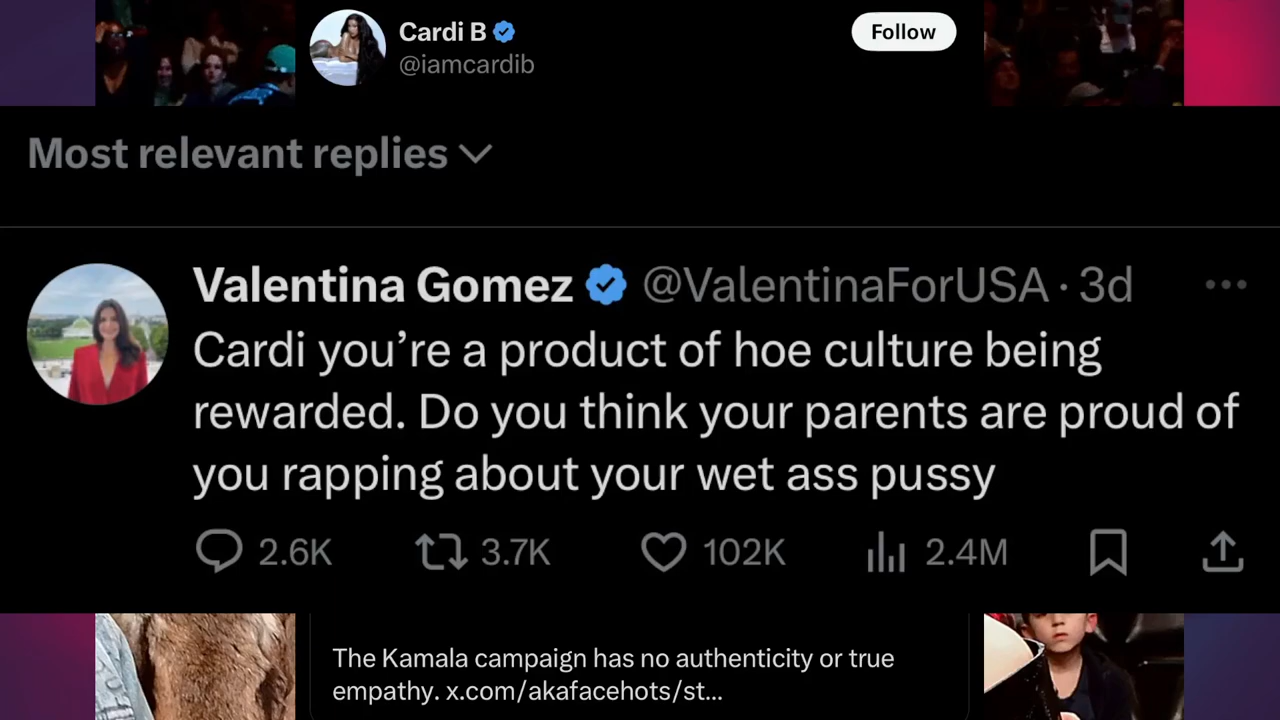 Cardi B
Follow
@iamcardib
Most relevant replies
Valentina Gomez @ValentinaForUSA · 3d
Cardi you’re a product of hoe culture being
rewarded. Do you think your parents are proud of
you rapping about your wet ass pussy
2.6K 3.7K 102K 2.4M
The Kamala campaign has no authenticity or true
empathy. x.com/akafacehots/st...